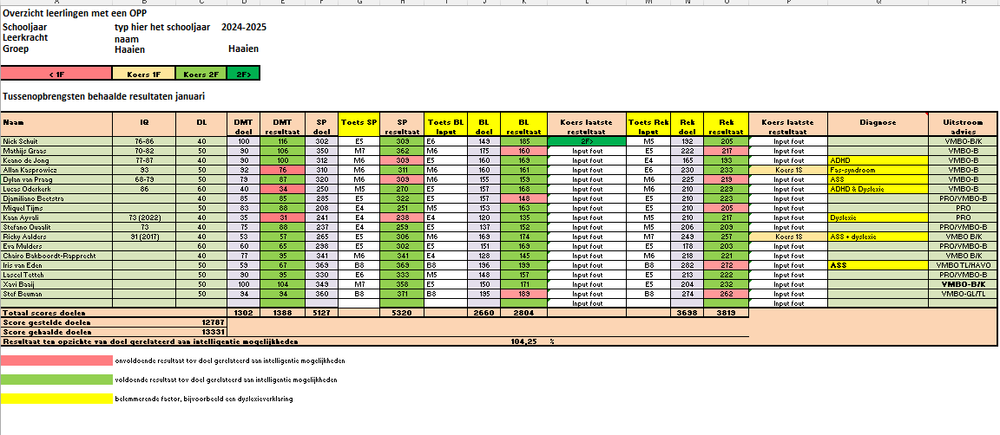 A B C D E F G H I J K L M N O P Q R
Overzicht leerlingen met een OPP
Schooljaar typ hier het schooljaar 2024-2025
Leerkracht naam
Groep Haaien Haaien
< 1F Koers 1F Koers 2F 2F>
Tussenopbrengsten behaalde resultaten januari
Naam IQ DL DMT doel DMT resultaat SP doel Toets SP SP resultaat Toets BL Input BL doel BL resultaat Koers laatste resultaat Toets Rek Input Rek doel Rek resultaat Koers laatste resultaat Diagnose Uitstroom advies
Nick Schuit 76-86 40 100 116 302 E5 309 E6 149 185 2F> M5 192 205 Input fout VMBO-B/K
Mathijs Graas 70-82 50 90 106 350 M7 362 M6 175 160 Input fout E5 222 217 Input fout VMBO-B
Keano de Jong 77-87 40 90 100 312 M6 309 E5 160 169 Input fout E4 165 193 Input fout ADHD VMBO-B
Allan Kasprowicz 93 50 92 76 310 M6 311 M6 160 161 Input fout E6 230 233 Koers 1S Fas-syndroom VMBO-B
Dylan van Praag 68-79 50 79 87 320 M6 309 M6 155 159 Input fout M6 225 219 Input fout ASS VMBO-B
Lucas Oderkerk 86 60 40 34 250 M5 270 E5 157 168 Input fout M6 210 229 Input fout ADHD & Dyslexie VMBO-B
Djamiliano Beetstra 40 85 85 285 E5 322 E5 157 148 Input fout E5 210 223 Input fout PRO/VMBO-B
Miquel Tijms 50 83 88 208 E4 251 M5 153 163 Input fout E5 210 205 Input fout PRO
Kaan Ayvali 73 (2022) 40 35 31 241 E4 238 E4 120 135 Input fout M5 210 217 Input fout Dyslexie PRO
Stefano Oualit 73 40 75 88 237 E4 259 E5 137 152 Input fout M5 206 209 Input fout PRO/VMBO-B
Ricky Aalders 91 (2017) 40 53 57 265 E5 306 M6 169 174 Input fout M7 249 257 Koers 1S ASS + dyslexie VMBO B/K
Eva Mulders 60 60 65 298 E5 302 E5 151 169 Input fout E5 178 203 Input fout VMBO-B
Chairo Bakboordt-Rapprecht 40 77 95 341 M6 341 E4 128 145 Input fout M6 218 221 Input fout VMBO B/K
Iris van Eden 50 59 67 369 B8 369 B8 196 199 Input fout B8 282 272 Input fout ASS VMBO TL/HAVO
Lascel Tetteh 50 90 95 330 E6 333 M5 148 157 Input fout E5 213 222 Input fout PRO/VMBO-B
Xavi Baaij 50 100 104 349 M7 358 E5 150 171 Input fout E5 204 232 Input fout VMBO-B/K
Stef Beuman 50 94 94 360 B8 371 B8 195 189 Input fout B8 274 262 Input fout VMBO-GL/TL
Input fout Input fout
Totaal scores doelen 1302 1388 5127 5320 2660 2804 3698 3819
Score gestelde doelen 12787
Score gehaalde doelen 13331
Resultaat ten opzichte van doel gerelateerd aan intelligentie mogelijkheden 104,25 %
onvoldoende resultaat tov doel gerelateerd aan intelligentie mogelijkheden
voldoende resultaat tov doel gerelateerd aan intelligentie mogelijkheden
belemmerende factor, bijvoorbeeld een dyslexieverklaring